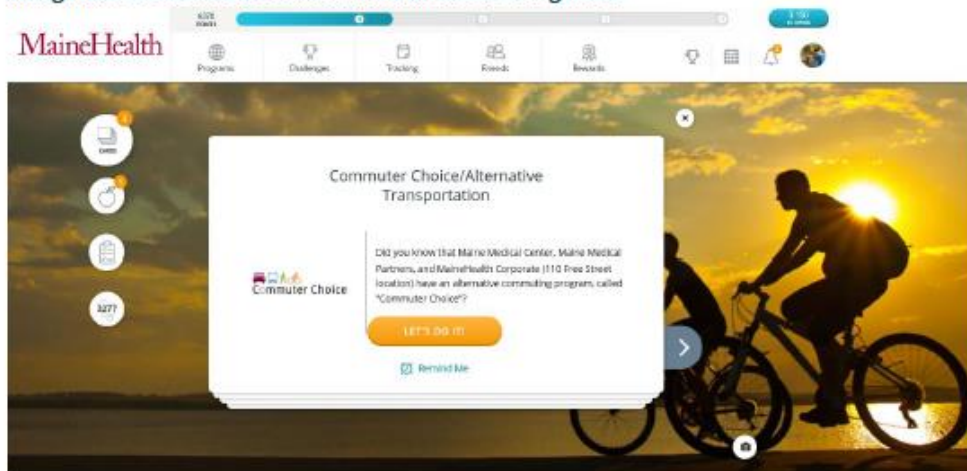 MaineHealth
Programs
Challenges
Tracking
Friends
Rewards
CARDS
3277
Commuter Choice/Alternative
Transportation
Commuter Choice
Did you know that Maine Medical Center, Maine Medical
Partners, and MaineHealth Corporate (110 Free Street
location) have an alternative commuting program, called
"Commuter Choice"?
LET'S DO IT!
Remind Me